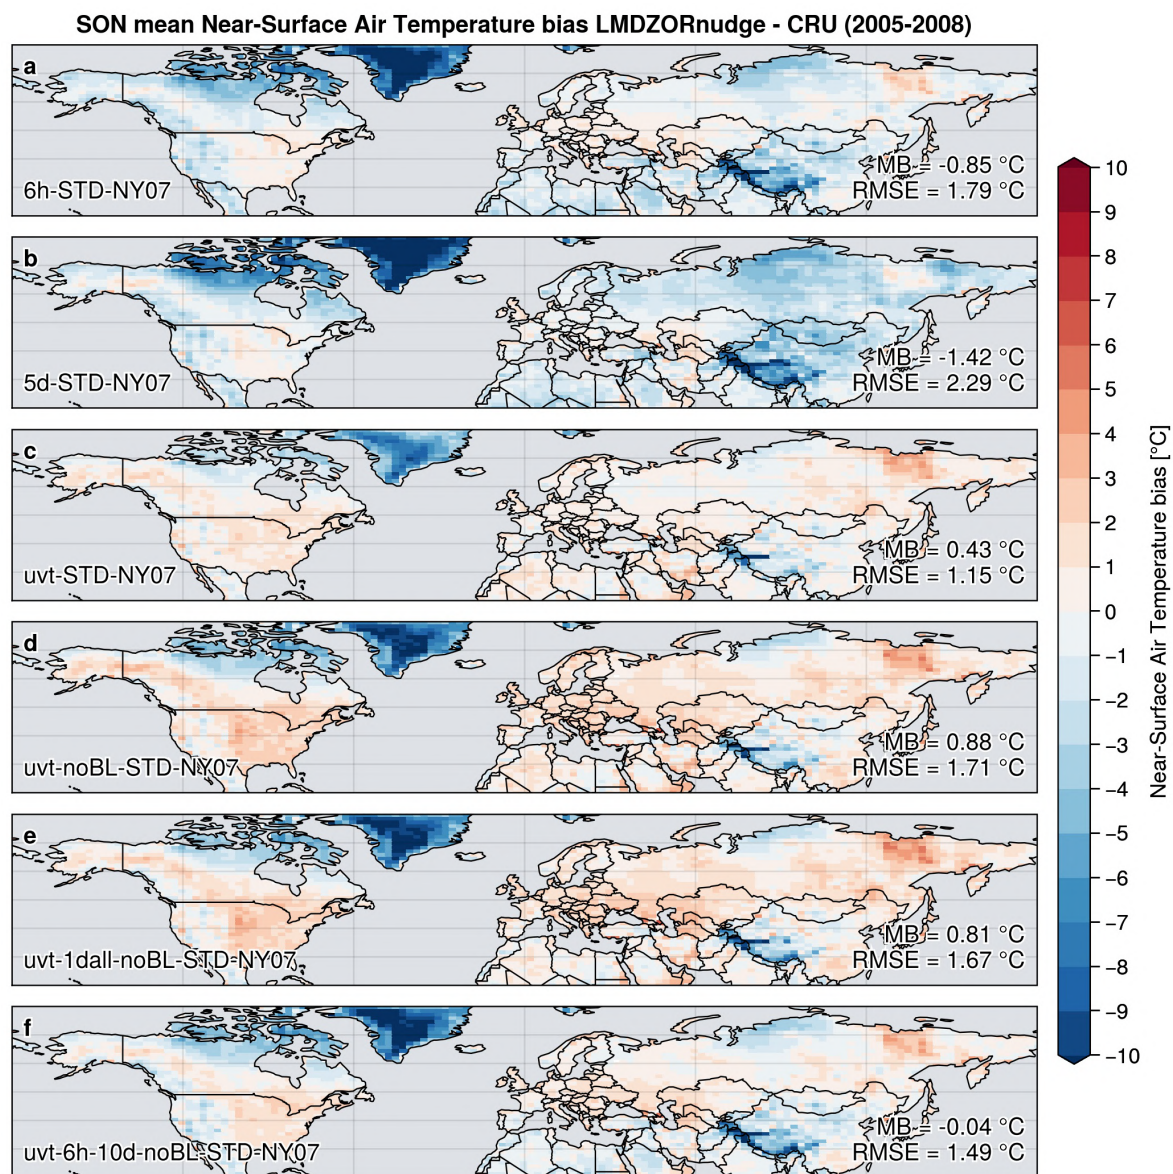 SON mean Near-Surface Air Temperature bias LMDZORnudge - CRU (2005-2008)
a
6h-STD-NY07
MB = -0.85 °C
RMSE = 1.79 °C
b
5d-STD-NY07
MB = -1.42 °C
RMSE = 2.29 °C
c
uvt-STD-NY07
MB = 0.43 °C
RMSE = 1.15 °C
d
uvt-noBL-STD-NY07
MB = 0.88 °C
RMSE = 1.71 °C
e
uvt-1dall-noBL-STD-NY07
MB = 0.81 °C
RMSE = 1.67 °C
f
uvt-6h-10d-noBL-STD-NY07
MB = -0.04 °C
RMSE = 1.49 °C
10
9
8
7
6
5
4
3
2
1
0
−1
−2
−3
−4
−5
−6
−7
−8
−9
−10
Near-Surface Air Temperature bias [°C]